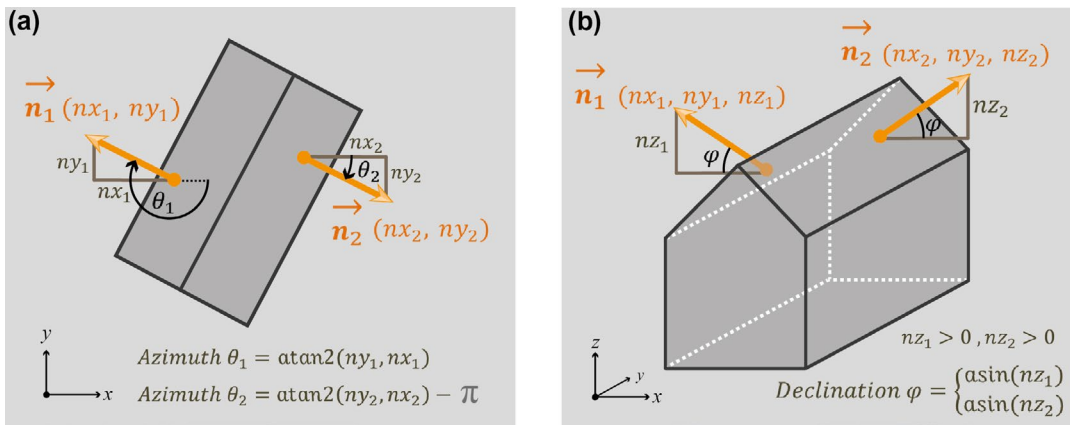 (a)
n₁ (nx₁, ny₁)
ny₁
nx₁
θ₁
nx₂
θ₂
ny₂
n₂ (nx₂, ny₂)
y
x
Azimuth θ₁ = atan2(ny₁, nx₁)
Azimuth θ₂ = atan2(ny₂, nx₂) − π
(b)
n₂ (nx₂, ny₂, nz₂)
n₁ (nx₁, ny₁, nz₁)
nz₁
φ
φ
nz₂
z
y
x
nz₁ > 0 , nz₂ > 0
Declination φ = { asin(nz₁)
asin(nz₂)